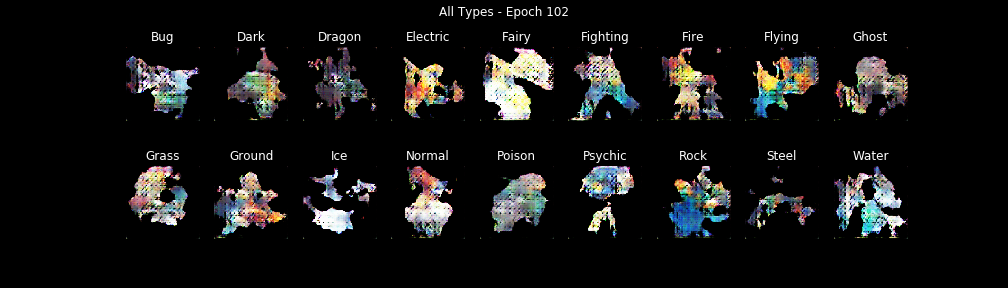 All Types - Epoch 102
Bug Dark Dragon Electric Fairy Fighting Fire Flying Ghost
Grass Ground Ice Normal Poison Psychic Rock Steel Water